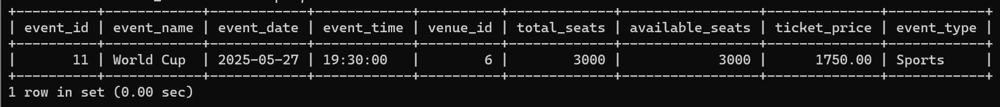 +----------+------------+------------+------------+----------+-------------+-----------------+--------------+------------+
| event_id | event_name | event_date | event_time | venue_id | total_seats | available_seats | ticket_price | event_type |
+----------+------------+------------+------------+----------+-------------+-----------------+--------------+------------+
|       11 | World Cup  | 2025-05-27 | 19:30:00   |        6 |        3000 |            3000 |      1750.00 | Sports     |
+----------+------------+------------+------------+----------+-------------+-----------------+--------------+------------+
1 row in set (0.00 sec)